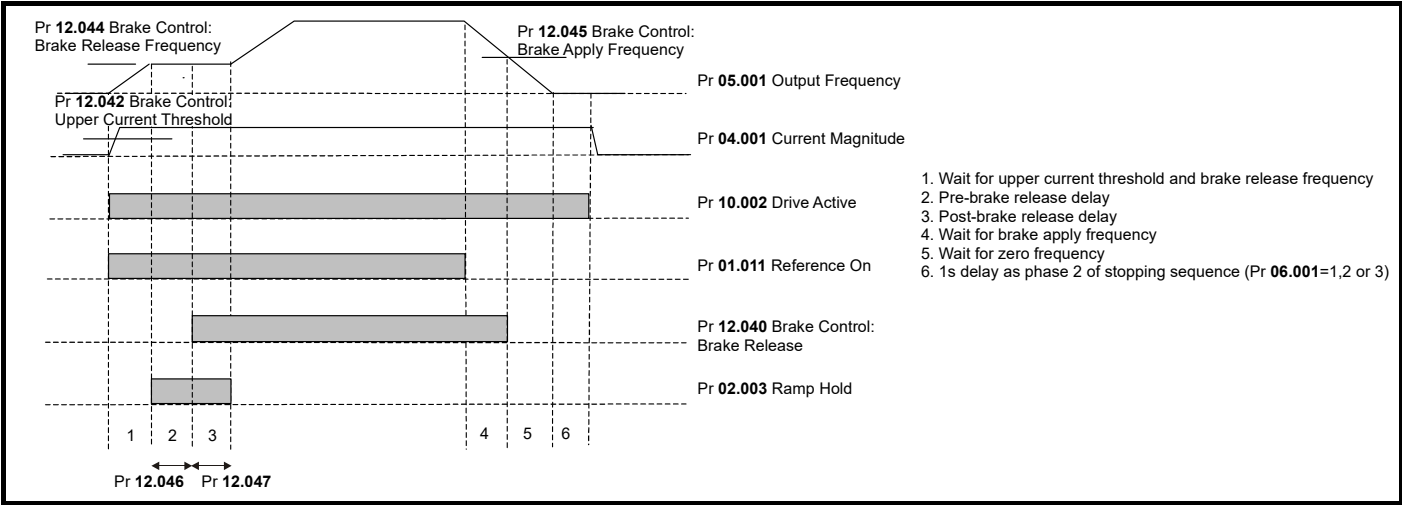 Pr 12.044 Brake Control:
Brake Release Frequency
Pr 12.045 Brake Control:
Brake Apply Frequency
Pr 05.001 Output Frequency
Pr 12.042 Brake Control:
Upper Current Threshold
Pr 04.001 Current Magnitude
Pr 10.002 Drive Active
Pr 01.011 Reference On
Pr 12.040 Brake Control:
Brake Release
Pr 02.003 Ramp Hold
1 2 3 4 5 6
Pr 12.046 Pr 12.047
1. Wait for upper current threshold and brake release frequency
2. Pre-brake release delay
3. Post-brake release delay
4. Wait for brake apply frequency
5. Wait for zero frequency
6. 1s delay as phase 2 of stopping sequence (Pr 06.001=1,2 or 3)